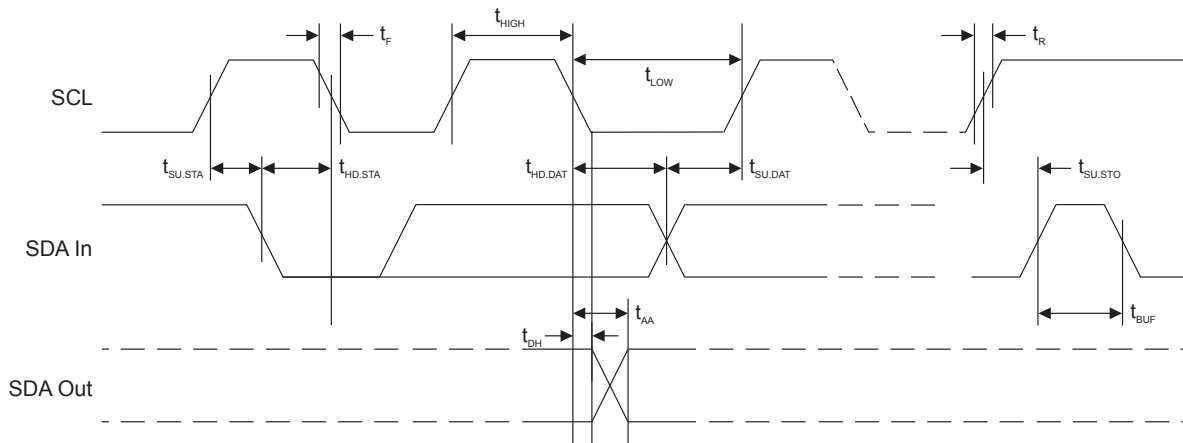 tHIGH
tF
tR
tLOW
SCL
tSU.STA
tHD.STA
tHD.DAT
tSU.DAT
tSU.STO
SDA In
tAA
tDH
tBUF
SDA Out